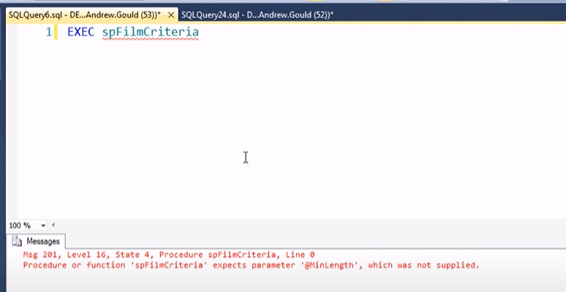 SQLQuery6.sql - DE...Andrew.Gould (53))* × SQLQuery24.sql - D...Andrew.Gould (52))*
1 EXEC spFilmCriteria
100 %
Messages
Msg 201, Level 16, State 4, Procedure spFilmCriteria, Line 0
Procedure or function 'spFilmCriteria' expects parameter '@MinLength', which was not supplied.